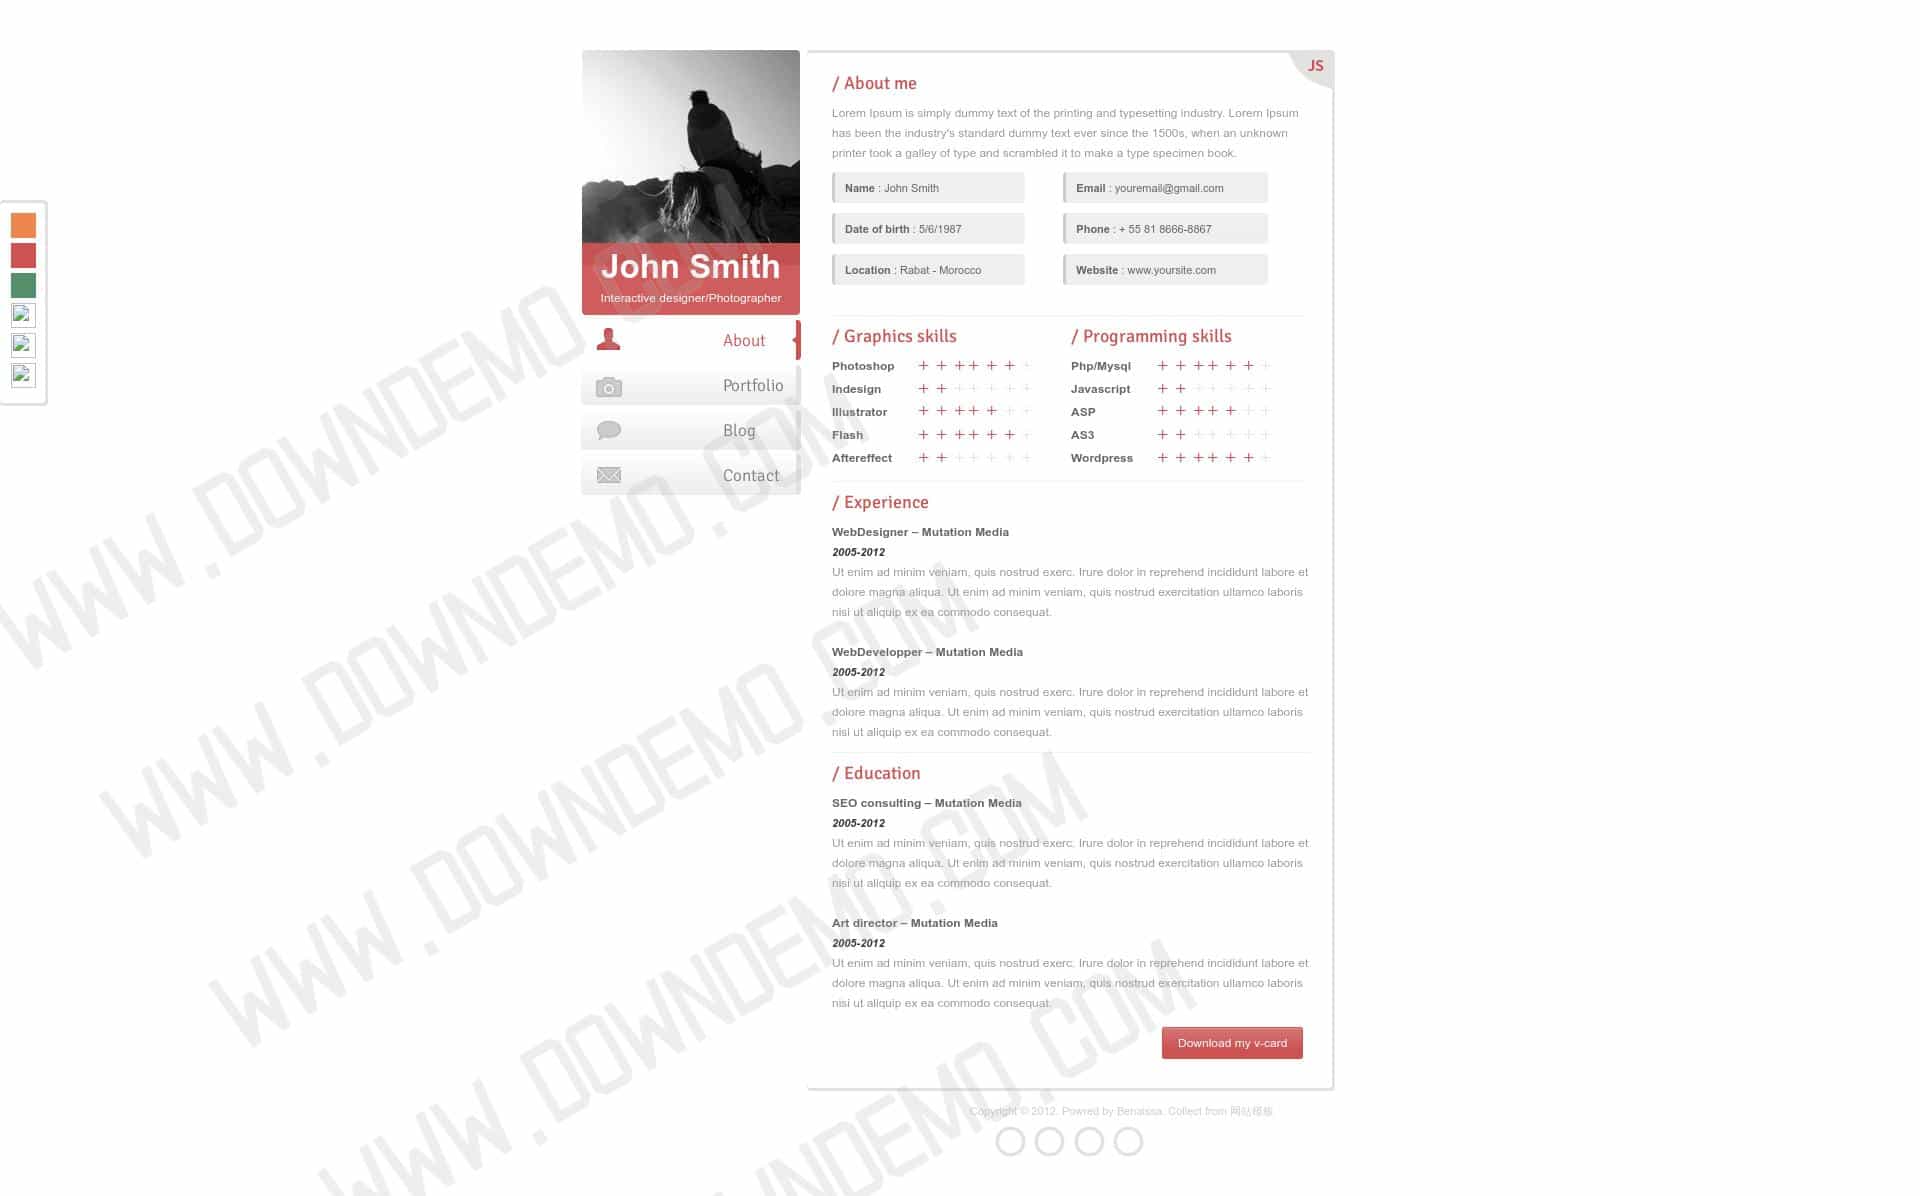 John Smith
Interactive designer/Photographer
About
Portfolio
Blog
Contact
JS
/ About me
Lorem Ipsum is simply dummy text of the printing and typesetting industry. Lorem Ipsum
has been the industry's standard dummy text ever since the 1500s, when an unknown
printer took a galley of type and scrambled it to make a type specimen book.
Name : John Smith
Email : youremail@gmail.com
Date of birth : 5/6/1987
Phone : + 55 81 8666-8867
Location : Rabat - Morocco
Website : www.yoursite.com
/ Graphics skills
Photoshop
Indesign
Illustrator
Flash
Aftereffect
/ Programming skills
Php/Mysql
Javascript
ASP
AS3
Wordpress
/ Experience
WebDesigner – Mutation Media
2005-2012
Ut enim ad minim veniam, quis nostrud exerc. Irure dolor in reprehend incididunt labore et
dolore magna aliqua. Ut enim ad minim veniam, quis nostrud exercitation ullamco laboris
nisi ut aliquip ex ea commodo consequat.
WebDevelopper – Mutation Media
2005-2012
Ut enim ad minim veniam, quis nostrud exerc. Irure dolor in reprehend incididunt labore et
dolore magna aliqua. Ut enim ad minim veniam, quis nostrud exercitation ullamco laboris
nisi ut aliquip ex ea commodo consequat.
/ Education
SEO consulting – Mutation Media
2005-2012
Ut enim ad minim veniam, quis nostrud exerc. Irure dolor in reprehend incididunt labore et
dolore magna aliqua. Ut enim ad minim veniam, quis nostrud exercitation ullamco laboris
nisi ut aliquip ex ea commodo consequat.
Art director – Mutation Media
2005-2012
Ut enim ad minim veniam, quis nostrud exerc. Irure dolor in reprehend incididunt labore et
dolore magna aliqua. Ut enim ad minim veniam, quis nostrud exercitation ullamco laboris
nisi ut aliquip ex ea commodo consequat.
Download my v-card
Copyright © 2012. Powred by Benaissa. Collect from 网站模板
WWW.DOWNDEMO.COM
WWW.DOWNDEMO.COM
WWW.DOWNDEMO.COM
WWW.DOWNDEMO.COM
WWW.DOWNDEMO.COM